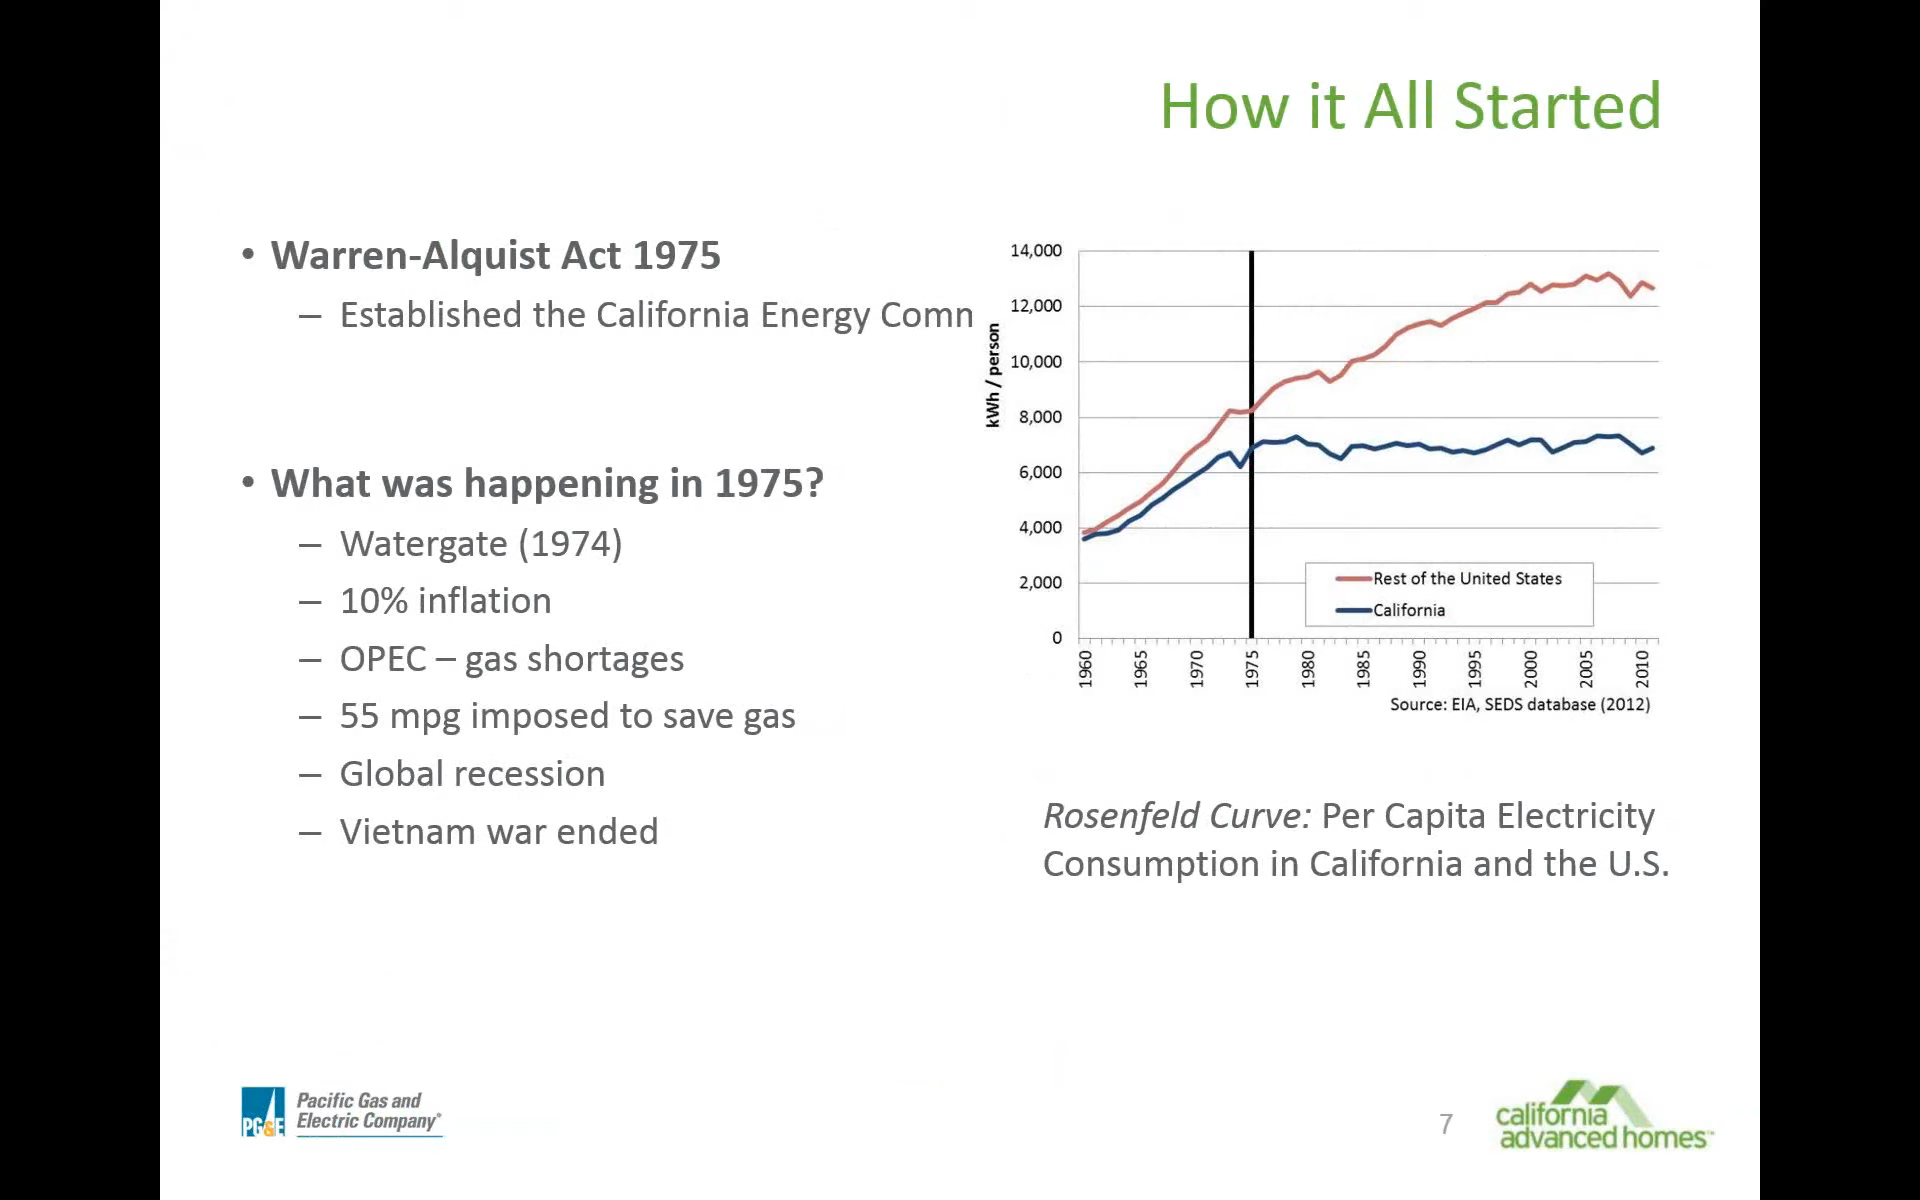 How it All Started
• Warren-Alquist Act 1975
– Established the California Energy Comm
• What was happening in 1975?
– Watergate (1974)
– 10% inflation
– OPEC – gas shortages
– 55 mpg imposed to save gas
– Global recession
– Vietnam war ended
kWh / person
14,000
12,000
10,000
8,000
6,000
4,000
2,000
0
Rest of the United States
California
1960 1965 1970 1975 1980 1985 1990 1995 2000 2005 2010
Source: EIA, SEDS database (2012)
Rosenfeld Curve: Per Capita Electricity
Consumption in California and the U.S.
PG&E
Pacific Gas and
Electric Company®
7
california
advanced homes™